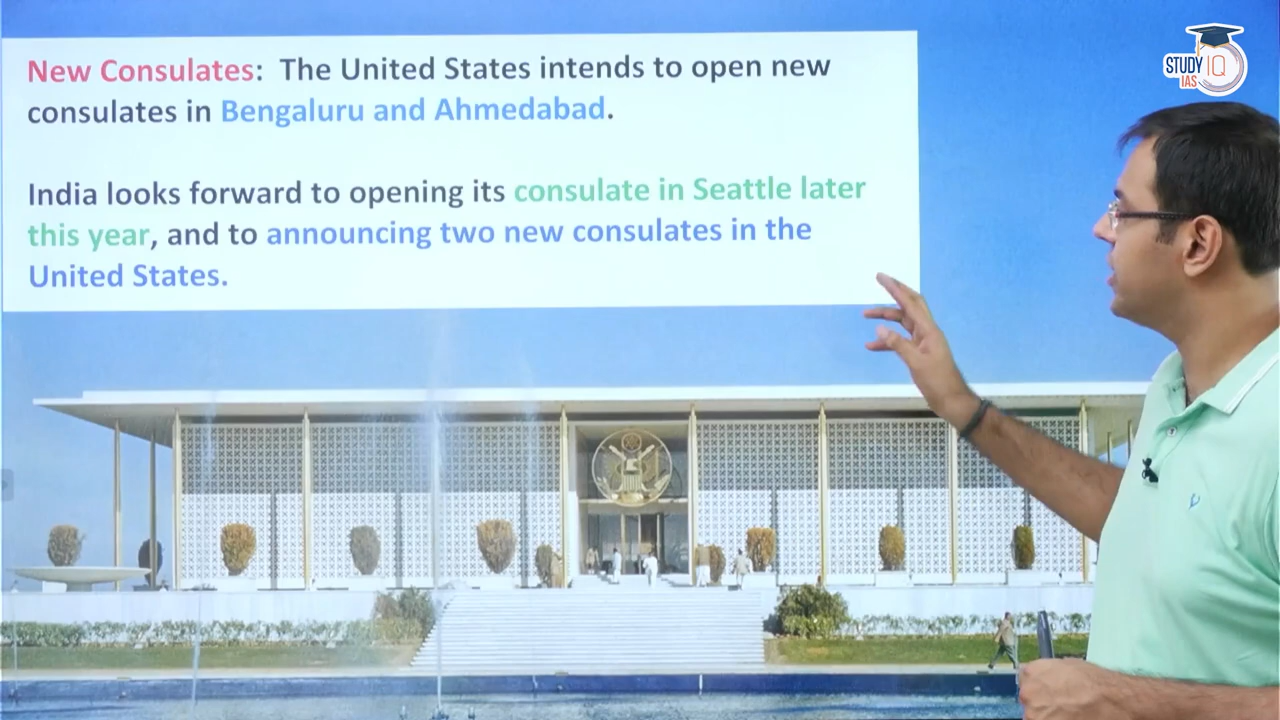 New Consulates:  The United States intends to open new
consulates in Bengaluru and Ahmedabad.
India looks forward to opening its consulate in Seattle later
this year, and to announcing two new consulates in the
United States.
STUDY IQ
IAS